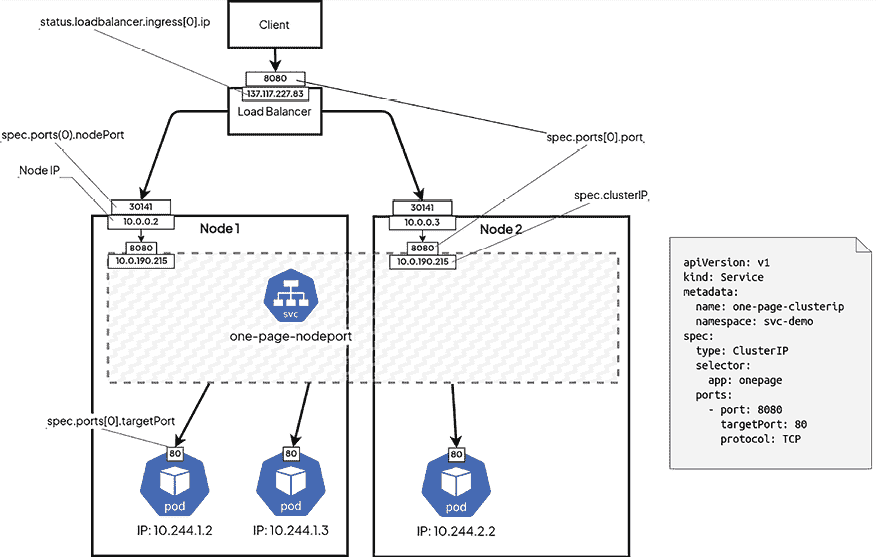 status.loadbalancer.ingress[0].ip
Client
8080
137.117.227.83
Load Balancer
spec.ports(0).nodePort
spec.ports[0].port
Node IP
spec.clusterIP
30141
10.0.0.2
Node 1
30141
10.0.0.3
Node 2
8080
10.0.190.215
8080
10.0.190.215
svc
one-page-nodeport
spec.ports[0].targetPort
80
80
80
pod
pod
pod
IP: 10.244.1.2
IP: 10.244.1.3
IP: 10.244.2.2
apiVersion: v1
kind: Service
metadata:
  name: one-page-clusterip
  namespace: svc-demo
spec:
  type: ClusterIP
  selector:
    app: onepage
  ports:
    - port: 8080
      targetPort: 80
      protocol: TCP